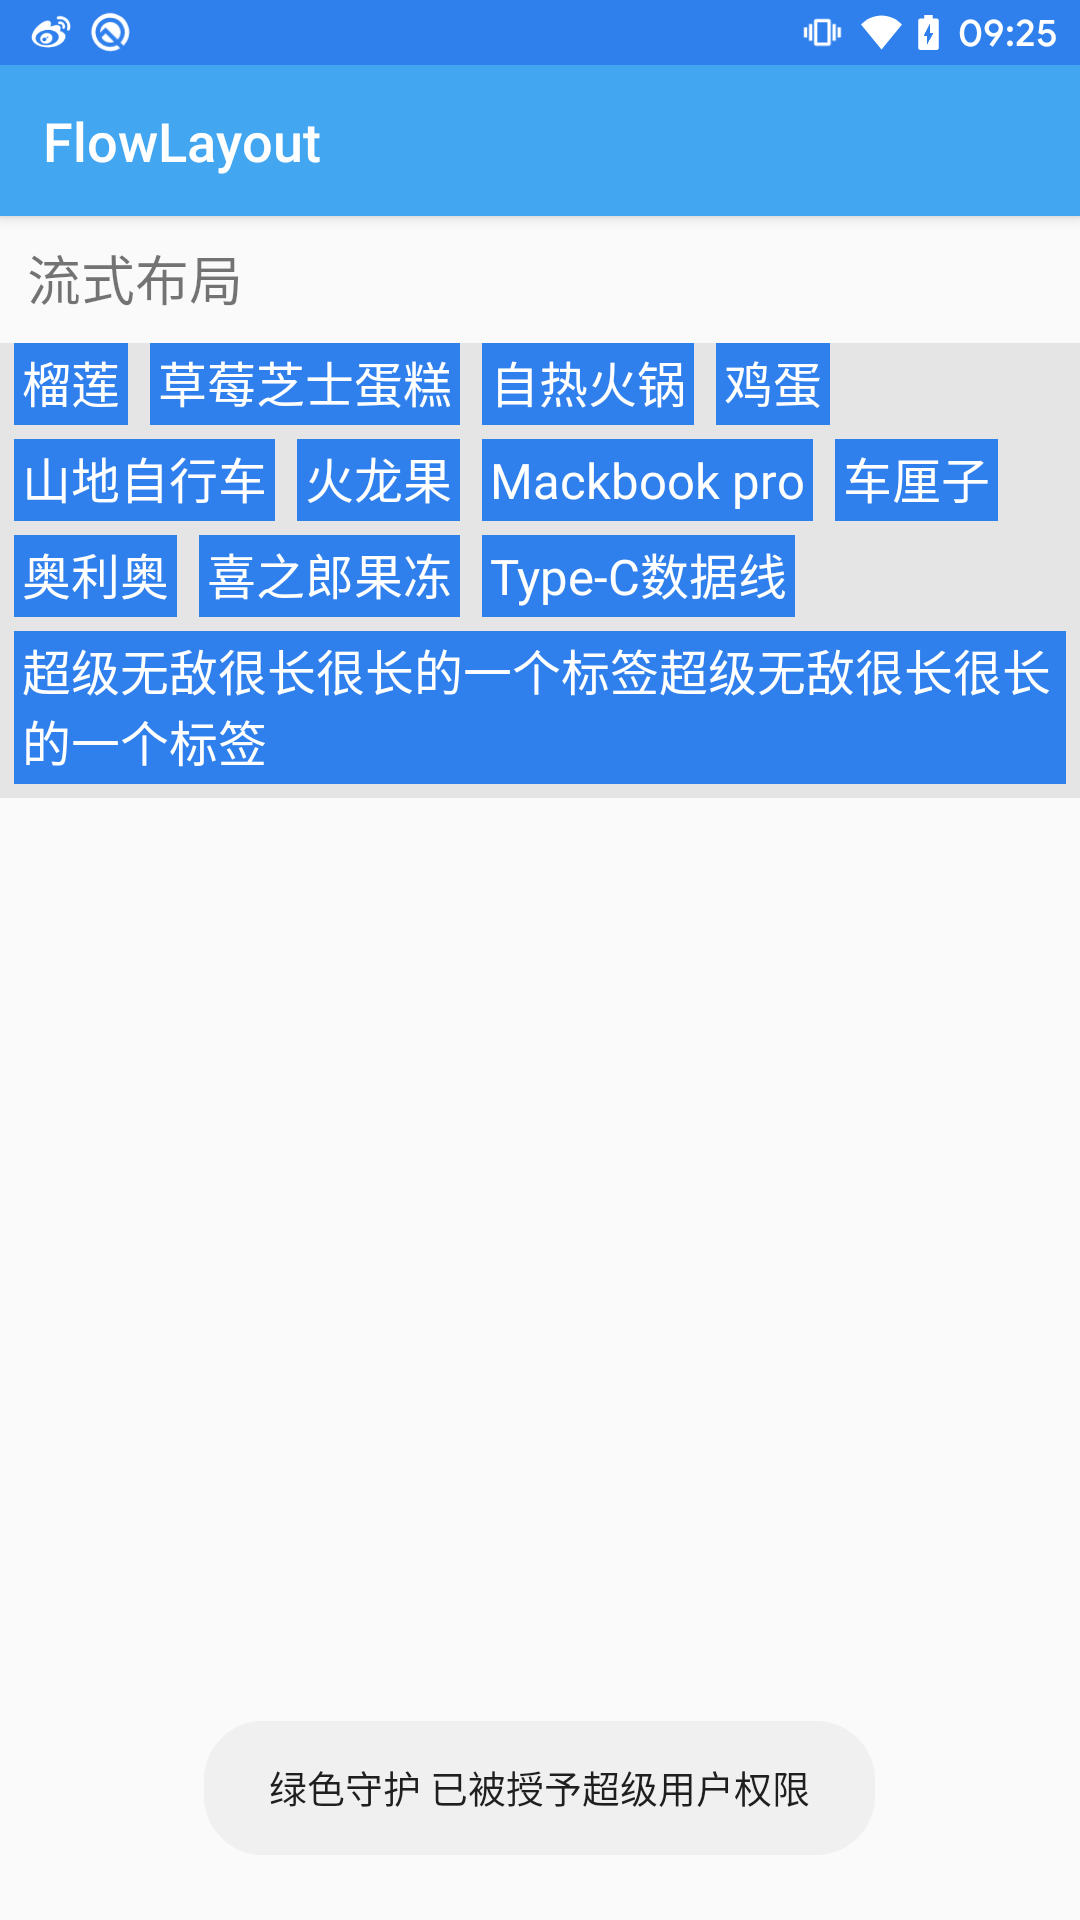 09:25
FlowLayout
流式布局
榴莲 草莓芝士蛋糕 自热火锅 鸡蛋
山地自行车 火龙果 Mackbook pro 车厘子
奥利奥 喜之郎果冻 Type-C数据线
超级无敌很长很长的一个标签超级无敌很长很长
的一个标签
绿色守护 已被授予超级用户权限